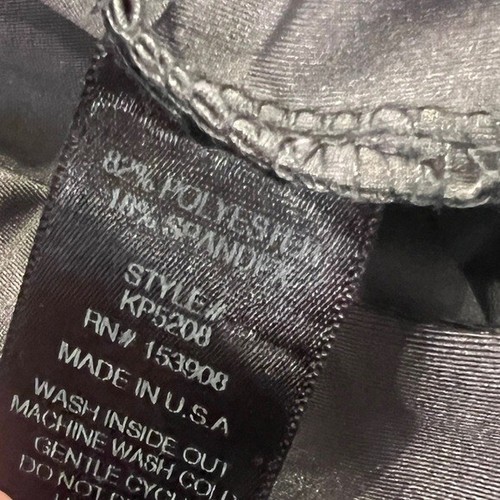 82% POLYESTER
18% SPANDEX
STYLE#
KP5208
RN# 153908
MADE IN U.S.A
WASH INSIDE OUT
MACHINE WASH COLD
GENTLE CYCLE
DO NOT